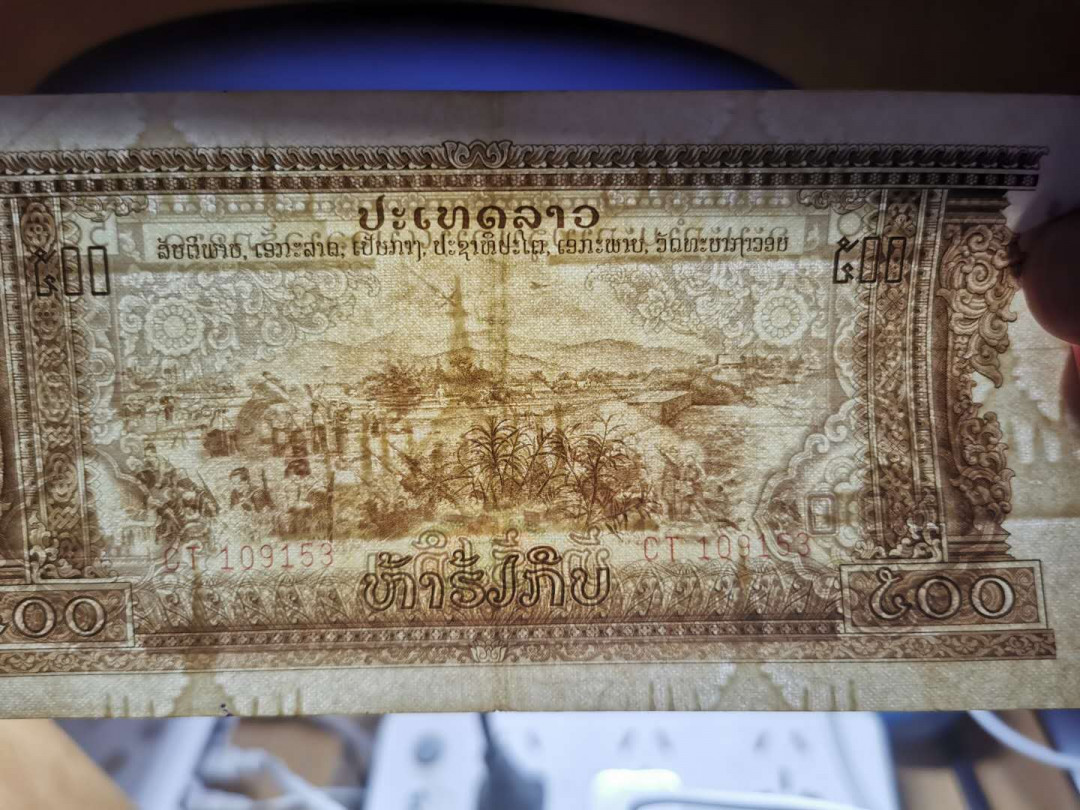 ປະເທດລາວ
ສັນຕິພາບ, ເອກະລາດ, ເປັນກາງ, ປະຊາທິປະໄຕ, ເອກະພາບ, ວັດທະນາຖາວອນ
໕໐໐ ໕໐໐
CT 109153 CT 109153
ຫ້າຮ້ອຍກີບ
໕໐໐ ໕໐໐